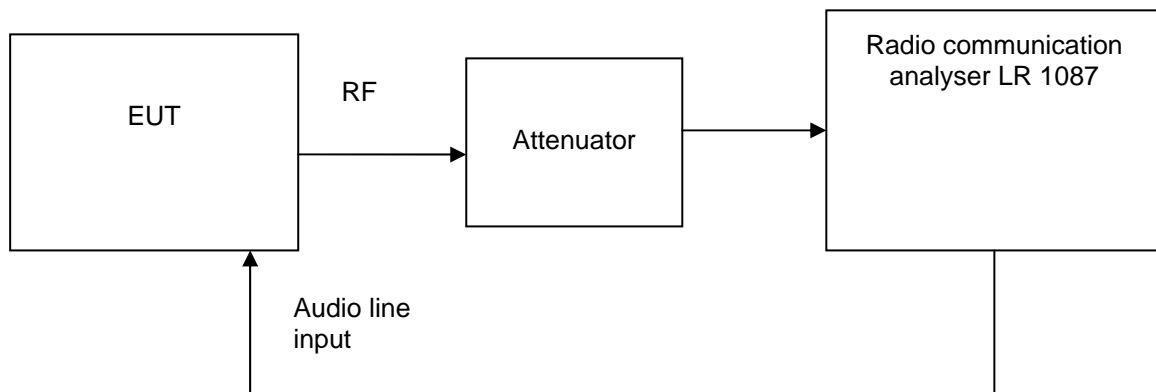 EUT
RF
Attenuator
Radio communication
analyser LR 1087
Audio line
input